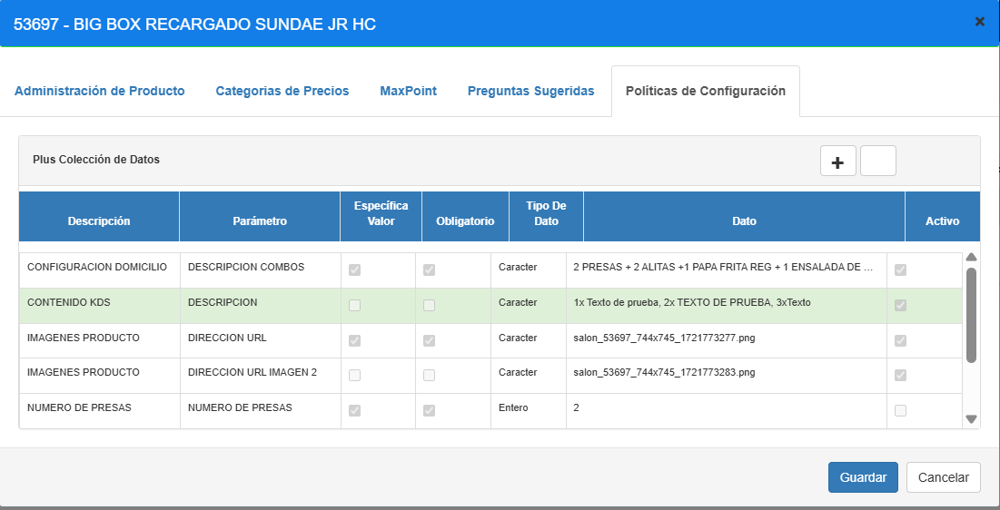 53697 - BIG BOX RECARGADO SUNDAE JR HC
Administración de Producto Categorias de Precios MaxPoint Preguntas Sugeridas Políticas de Configuración
Plus Colección de Datos
Descripción Parámetro Específica Valor Obligatorio Tipo De Dato Dato Activo
CONFIGURACION DOMICILIO DESCRIPCION COMBOS Caracter 2 PRESAS + 2 ALITAS +1 PAPA FRITA REG + 1 ENSALADA DE ...
CONTENIDO KDS DESCRIPCION Caracter 1x Texto de prueba, 2x TEXTO DE PRUEBA, 3xTexto
IMAGENES PRODUCTO DIRECCION URL Caracter salon_53697_744x745_1721773277.png
IMAGENES PRODUCTO DIRECCION URL IMAGEN 2 Caracter salon_53697_744x745_1721773283.png
NUMERO DE PRESAS NUMERO DE PRESAS Entero 2
Guardar Cancelar